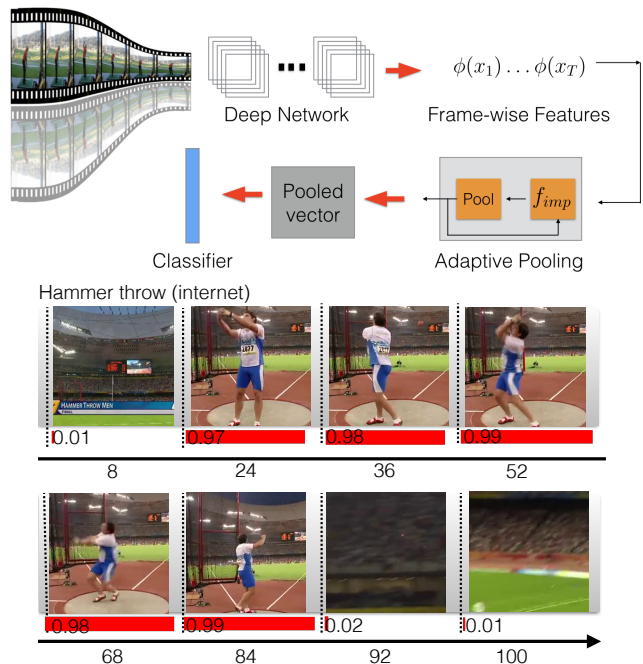 ϕ(x₁) . . . ϕ(x_T)
Deep Network
Frame-wise Features
Pooled
vector
Pool
f_imp
Classifier
Adaptive Pooling
Hammer throw (internet)
HAMMER THROW MEN
0.01
0.97
0.98
0.99
8
24
36
52
0.98
0.99
0.02
0.01
68
84
92
100